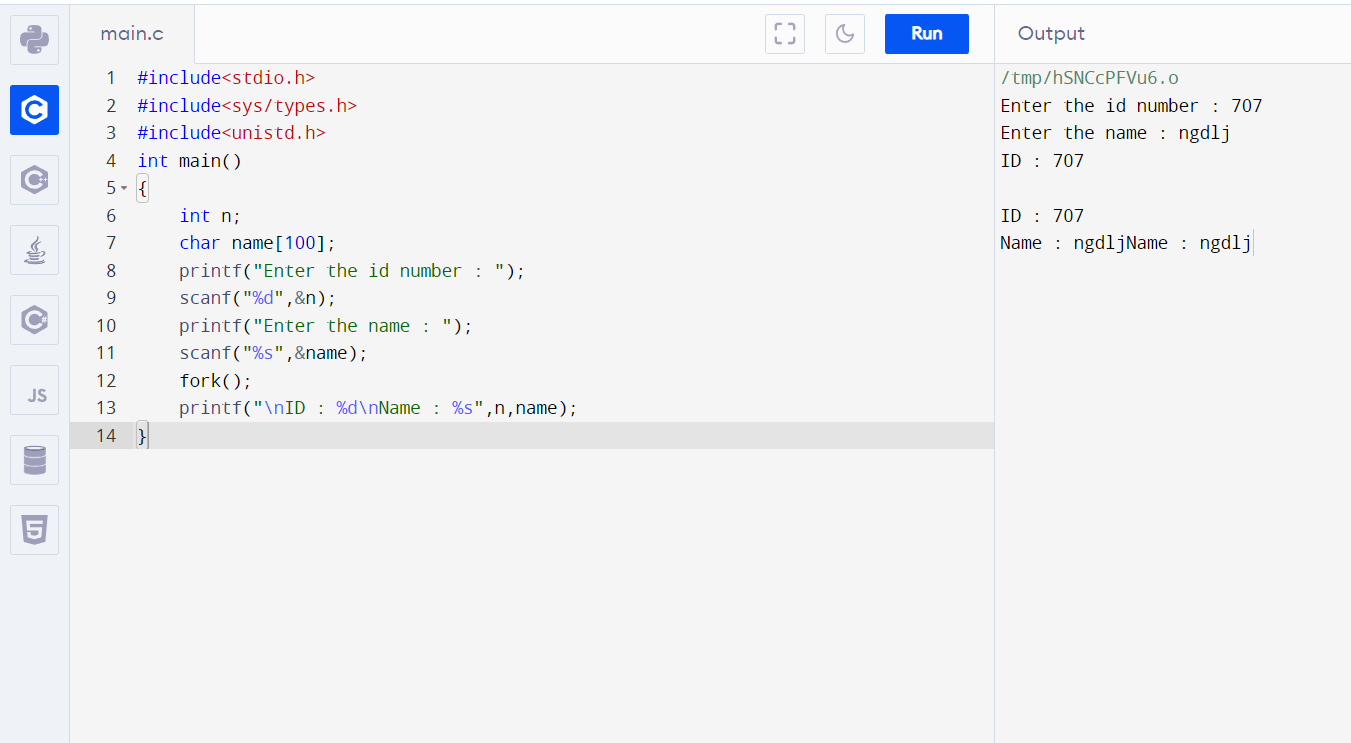 main.c
Run
Output
JS
1 #include<stdio.h>
2 #include<sys/types.h>
3 #include<unistd.h>
4 int main()
5 {
6 int n;
7 char name[100];
8 printf("Enter the id number : ");
9 scanf("%d",&n);
10 printf("Enter the name : ");
11 scanf("%s",&name);
12 fork();
13 printf("\nID : %d\nName : %s",n,name);
14 }
/tmp/hSNCcPFVu6.o
Enter the id number : 707
Enter the name : ngdlj
ID : 707
ID : 707
Name : ngdljName : ngdlj